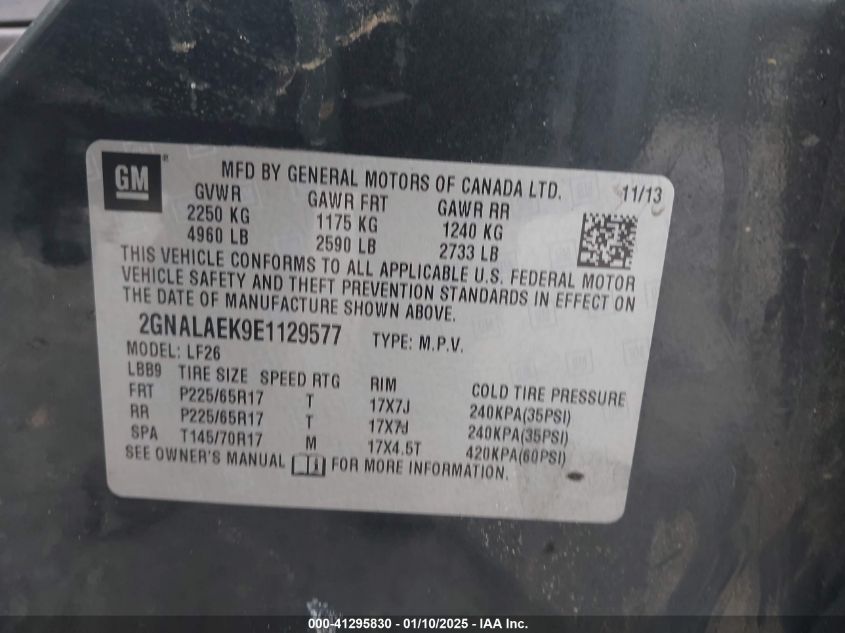 GM ®
MFD BY GENERAL MOTORS OF CANADA LTD. 11/13
GVWR GAWR FRT GAWR RR
2250 KG 1175 KG 1240 KG
4960 LB 2590 LB 2733 LB
THIS VEHICLE CONFORMS TO ALL APPLICABLE U.S. FEDERAL MOTOR
VEHICLE SAFETY AND THEFT PREVENTION STANDARDS IN EFFECT ON
THE DATE OF MANUFACTURE SHOWN ABOVE.
2GNALAEK9E1129577 TYPE: M.P.V.
MODEL: LF26
LBB9 TIRE SIZE SPEED RTG RIM COLD TIRE PRESSURE
FRT P225/65R17 T 17X7J 240KPA(35PSI)
RR P225/65R17 T 17X7J 240KPA(35PSI)
SPA T145/70R17 M 17X4.5T 420KPA(60PSI)
SEE OWNER'S MANUAL FOR MORE INFORMATION.
000-41295830 - 01/10/2025 - IAA Inc.